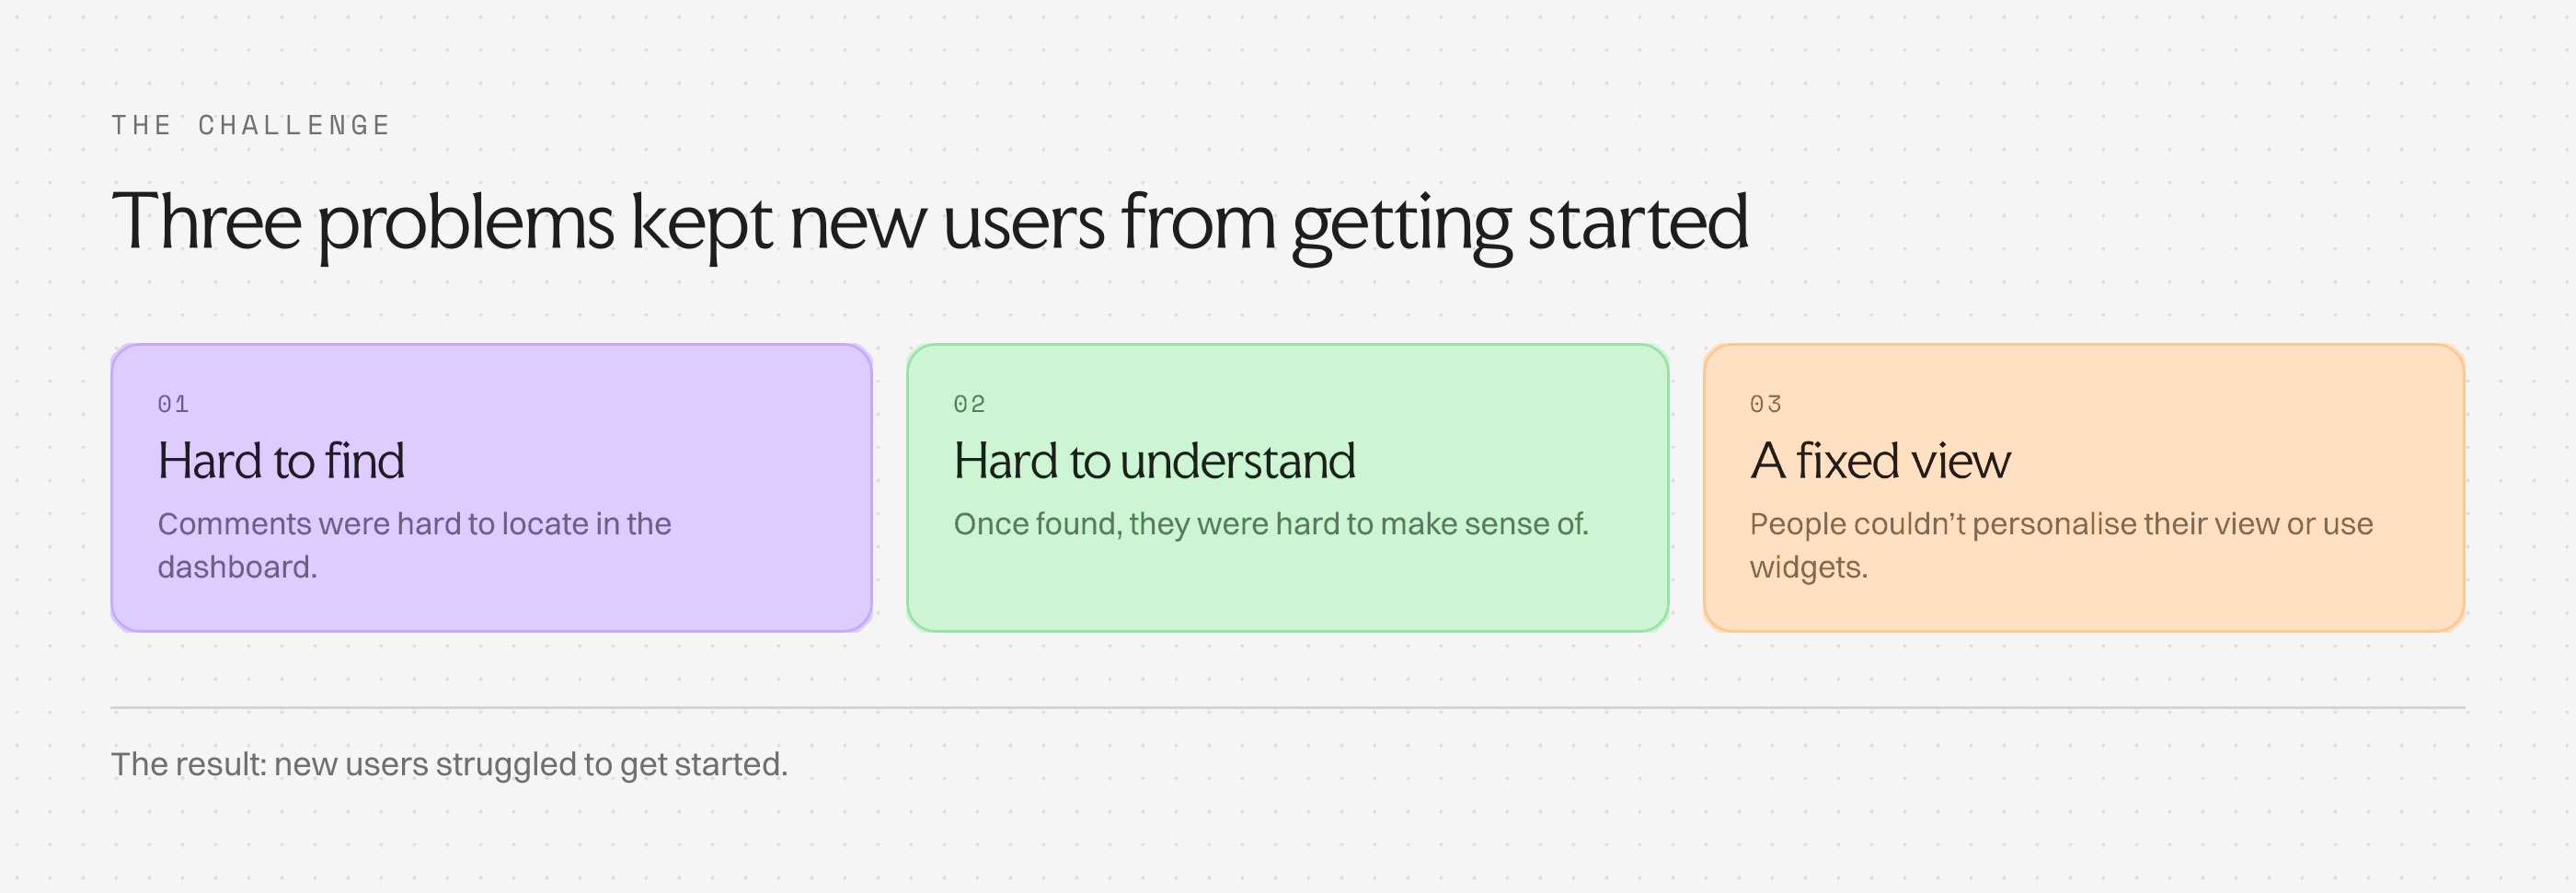 THE CHALLENGE
Three problems kept new users from getting started
01
Hard to find
Comments were hard to locate in the
dashboard.
02
Hard to understand
Once found, they were hard to make sense of.
03
A fixed view
People couldn’t personalise their view or use
widgets.
The result: new users struggled to get started.